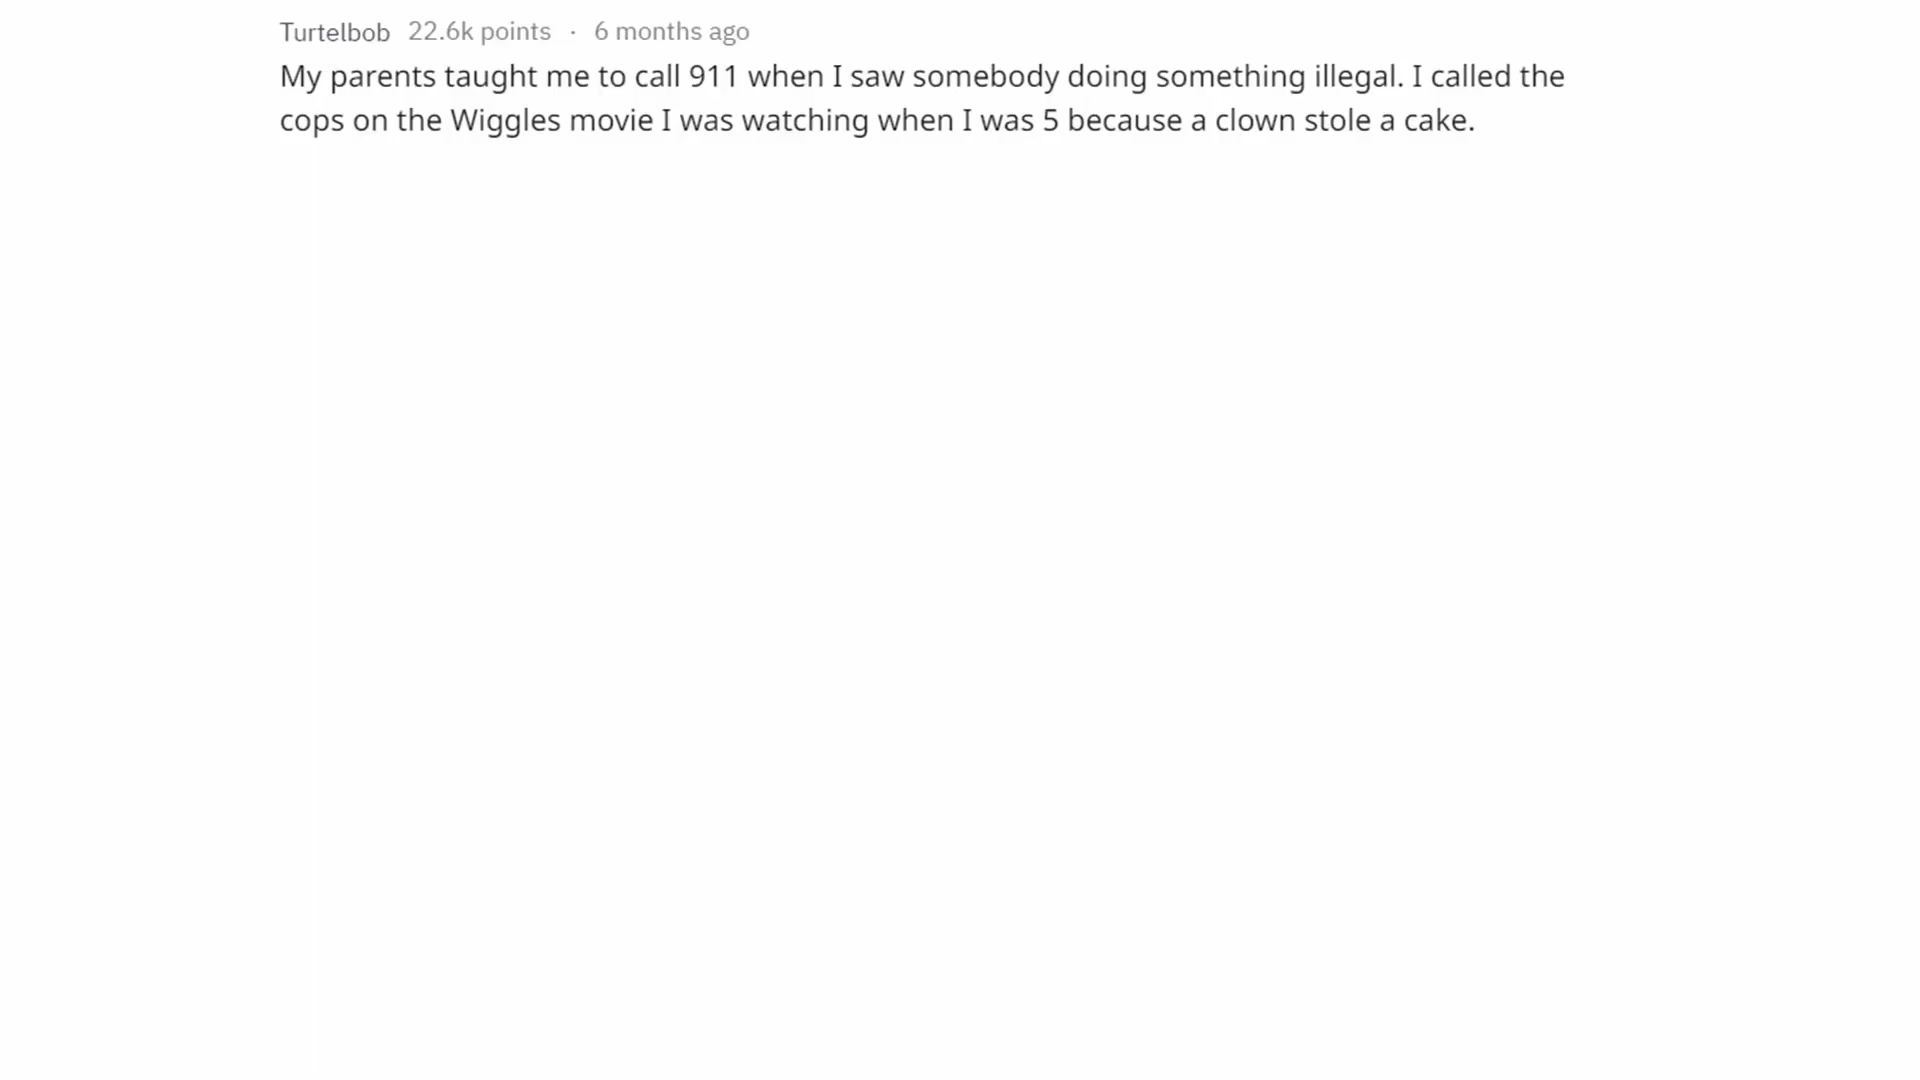 Turtelbob 22.6k points · 6 months ago
My parents taught me to call 911 when I saw somebody doing something illegal. I called the
cops on the Wiggles movie I was watching when I was 5 because a clown stole a cake.